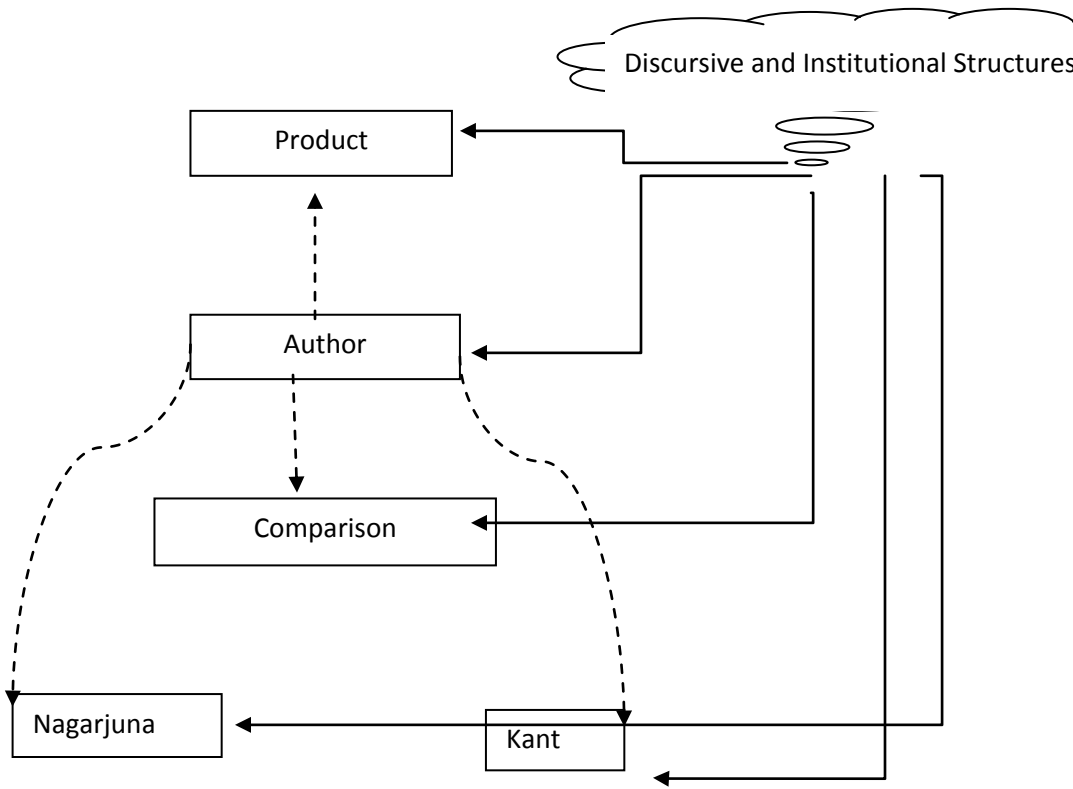 Discursive and Institutional Structures
Product
Author
Comparison
Nagarjuna
Kant